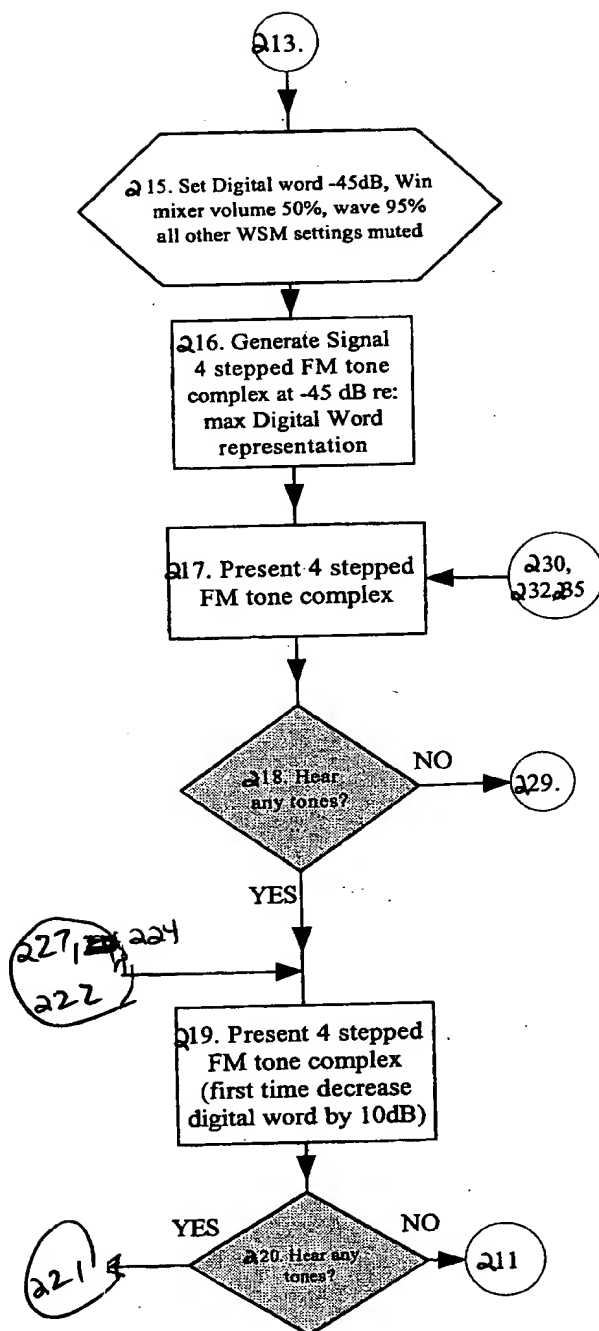 213.
215. Set Digital word -45dB, Win
mixer volume 50%, wave 95%
all other WSM settings muted
216. Generate Signal
4 stepped FM tone
complex at -45 dB re:
max Digital Word
representation
217. Present 4 stepped
FM tone complex
230,
232,235
218. Hear
any tones?
NO
229.
YES
227, 224
222
219. Present 4 stepped
FM tone complex
(first time decrease
digital word by 10dB)
YES
NO
220. Hear any
tones?
221
211